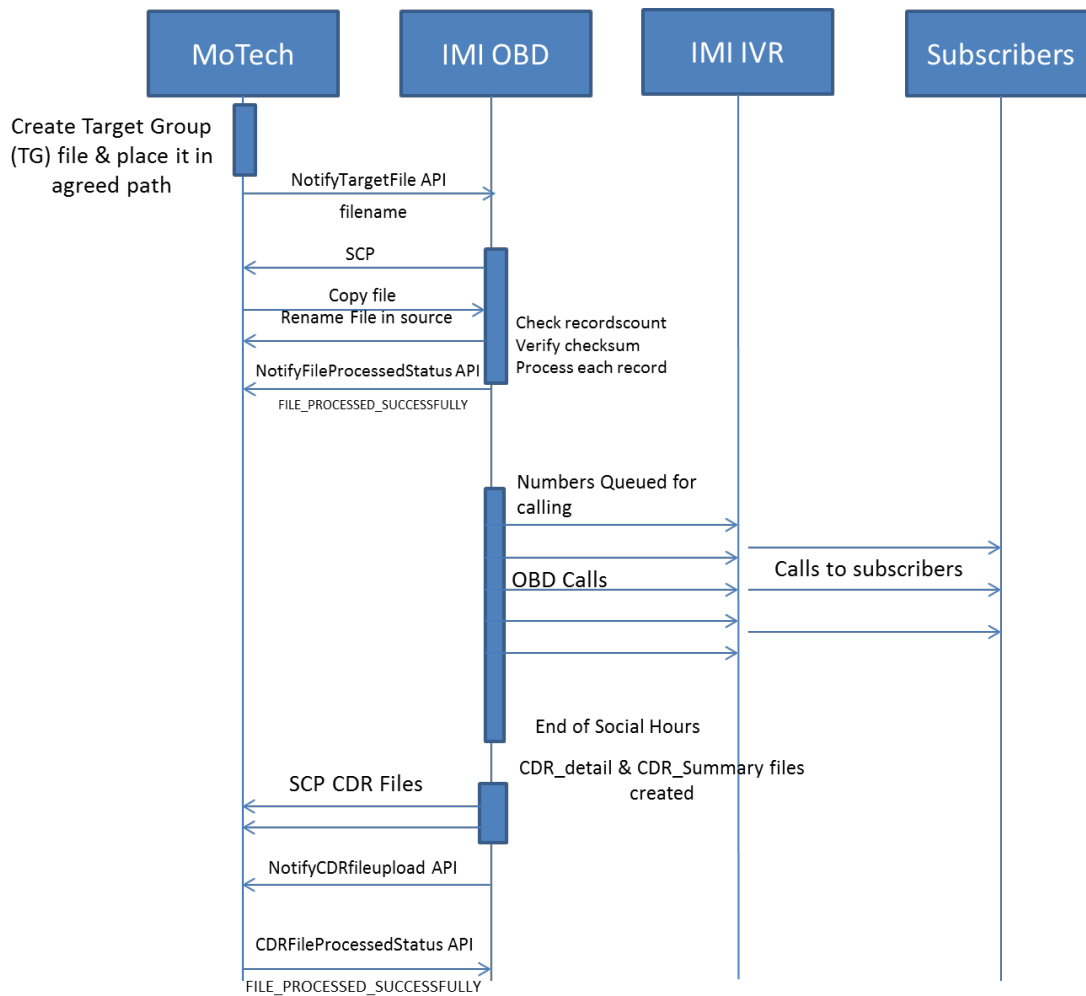 MoTech
IMI OBD
IMI IVR
Subscribers
Create Target Group
(TG) file & place it in
agreed path
NotifyTargetFile API
filename
SCP
Copy file
Rename File in source
Check recordscount
Verify checksum
Process each record
NotifyFileProcessedStatus API
FILE_PROCESSED_SUCCESSFULLY
Numbers Queued for
calling
OBD Calls
Calls to subscribers
End of Social Hours
CDR_detail & CDR_Summary files
created
SCP CDR Files
NotifyCDRfileupload API
CDRFileProcessedStatus API
FILE_PROCESSED_SUCCESSFULLY